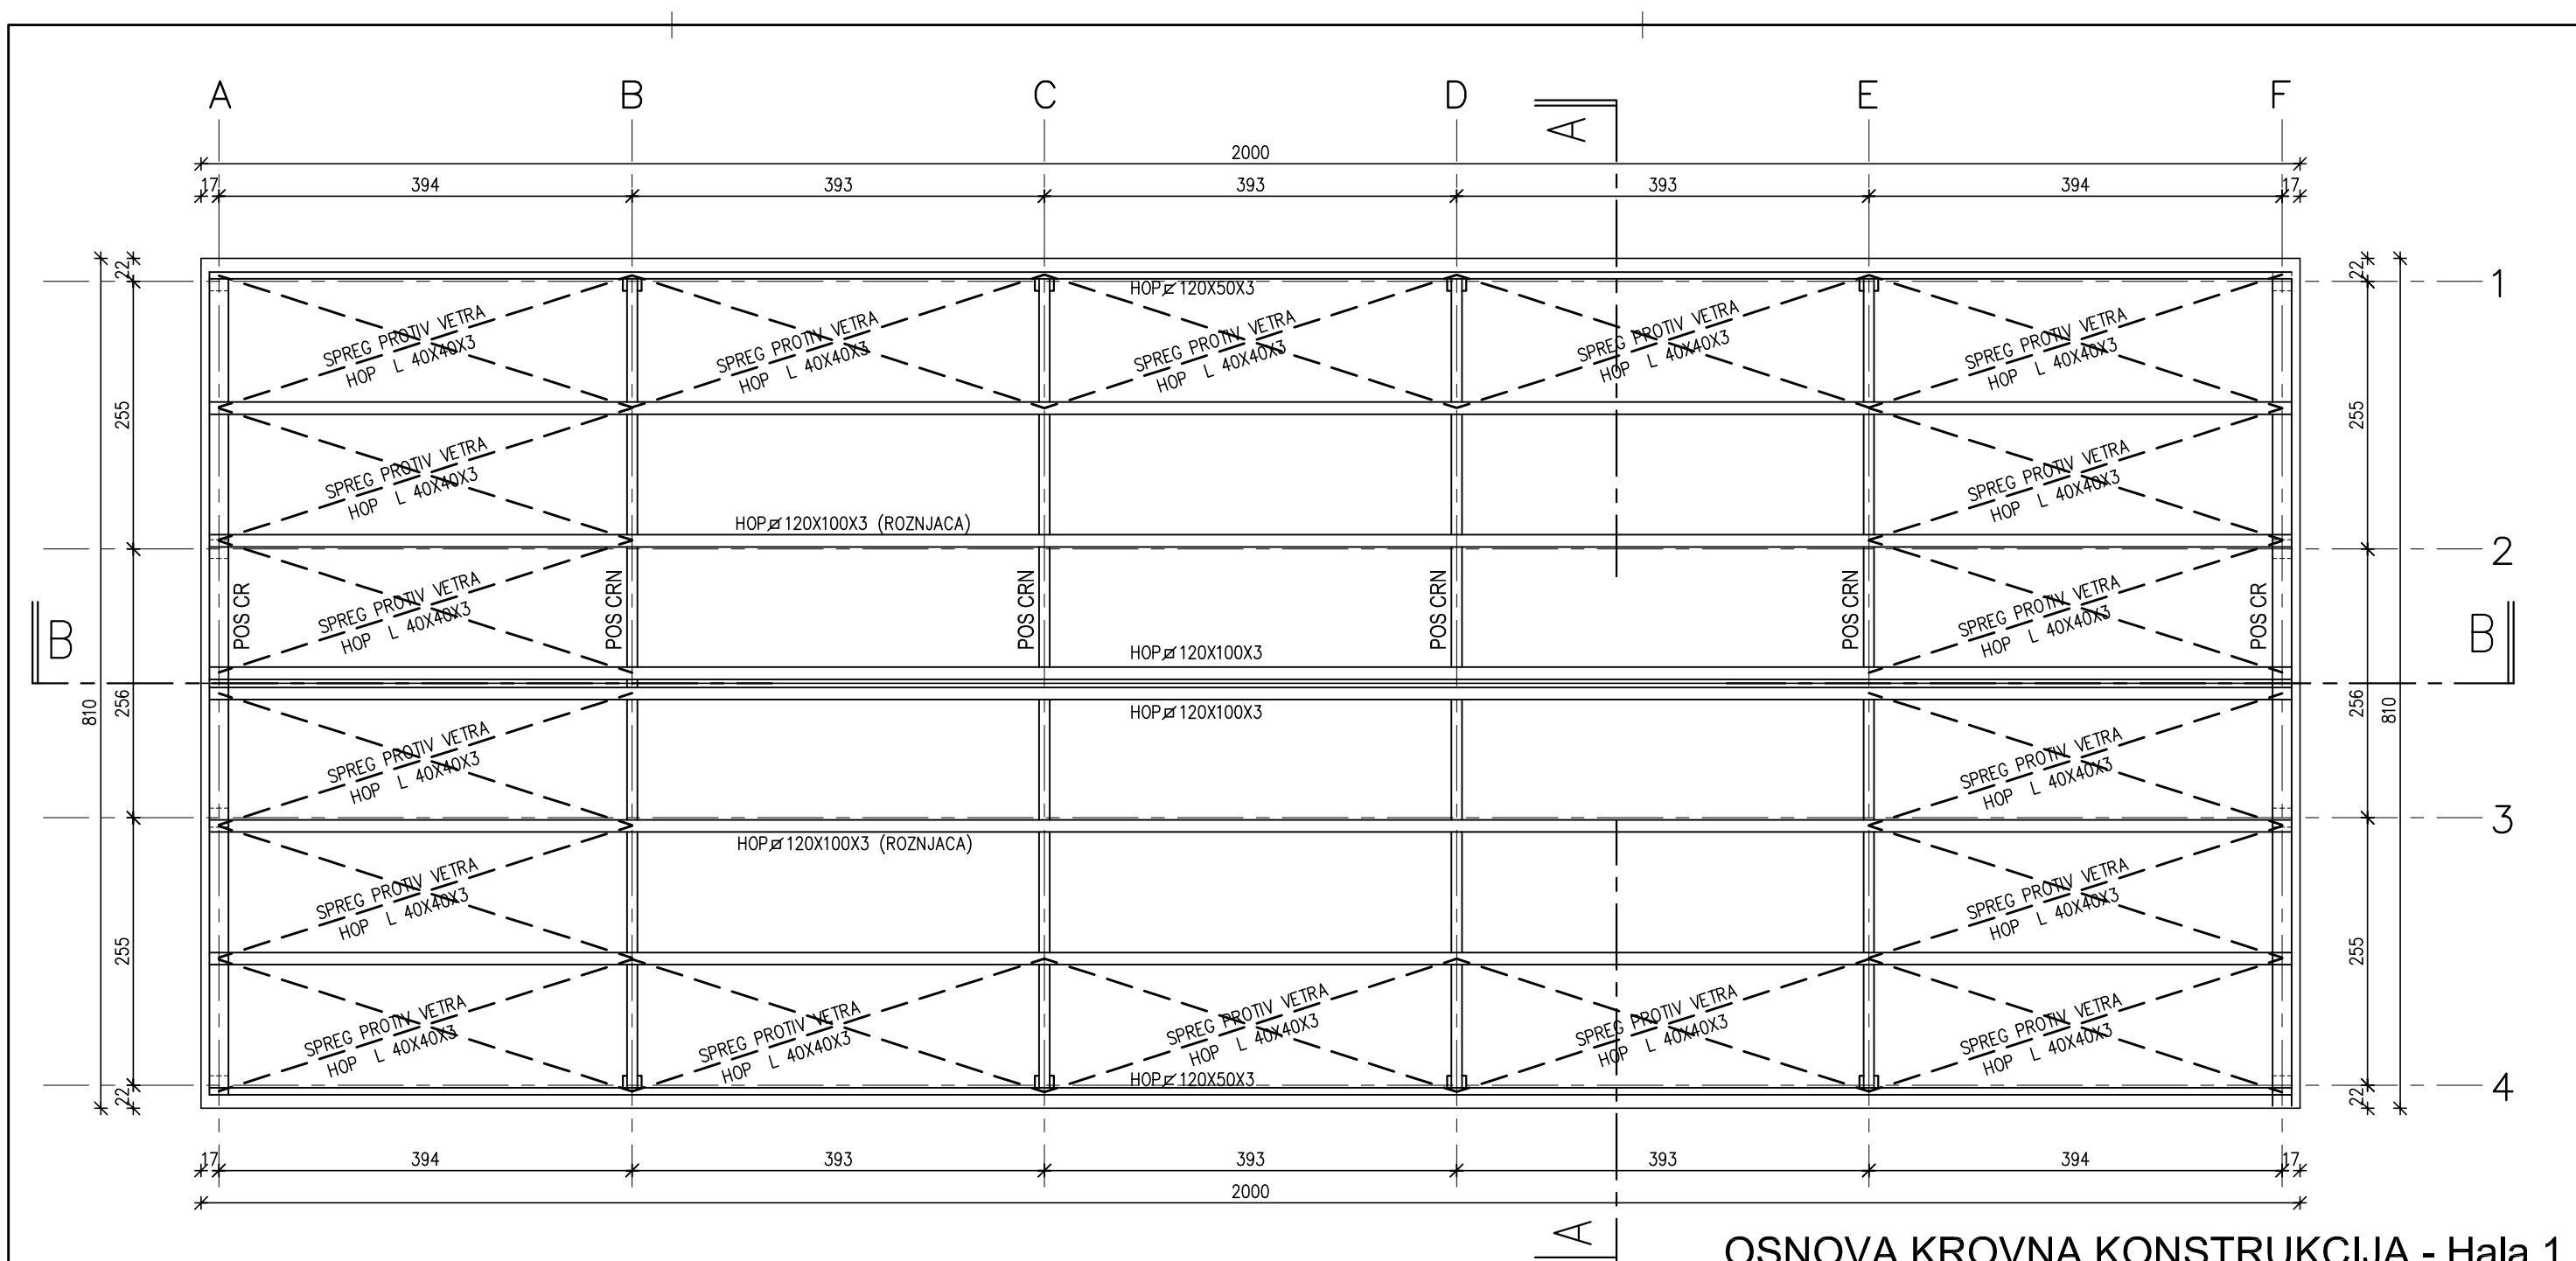 A B C D E F
A
2000
17 394 393 393 393 394 17
22 22
1
HOP 120X50X3
SPREG PROTIV VETRA
HOP L 40X40X3
SPREG PROTIV VETRA
HOP L 40X40X3
SPREG PROTIV VETRA
HOP L 40X40X3
SPREG PROTIV VETRA
HOP L 40X40X3
SPREG PROTIV VETRA
HOP L 40X40X3
255 255
SPREG PROTIV VETRA
HOP L 40X40X3
SPREG PROTIV VETRA
HOP L 40X40X3
HOP 120X100X3 (ROZNJACA)
2
SPREG PROTIV VETRA
HOP L 40X40X3
SPREG PROTIV VETRA
HOP L 40X40X3
POS CR POS CRN POS CRN POS CRN POS CRN POS CR
B B
HOP 120X100X3
810 256 256 810
HOP 120X100X3
SPREG PROTIV VETRA
HOP L 40X40X3
SPREG PROTIV VETRA
HOP L 40X40X3
3
HOP 120X100X3 (ROZNJACA)
SPREG PROTIV VETRA
HOP L 40X40X3
SPREG PROTIV VETRA
HOP L 40X40X3
255 255
SPREG PROTIV VETRA
HOP L 40X40X3
SPREG PROTIV VETRA
HOP L 40X40X3
SPREG PROTIV VETRA
HOP L 40X40X3
SPREG PROTIV VETRA
HOP L 40X40X3
SPREG PROTIV VETRA
HOP L 40X40X3
HOP 120X50X3
4
22 22
17 394 393 393 393 394 17
2000
A
OSNOVA KROVNA KONSTRUKCIJA - Hala 1